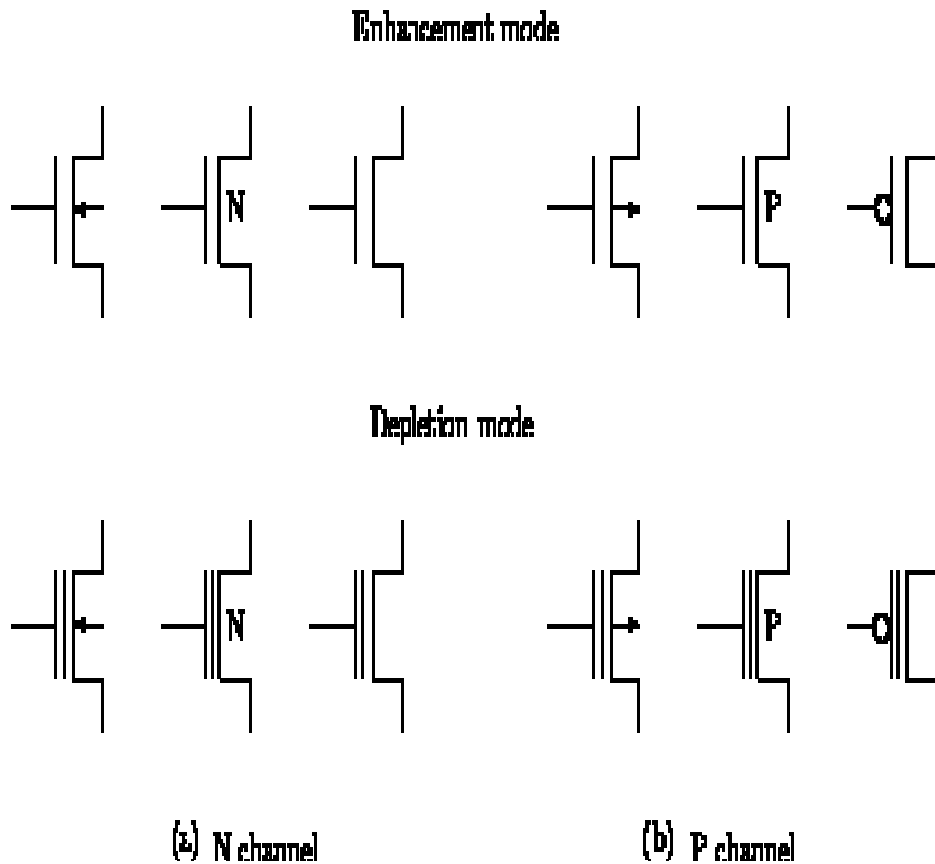 Enhancement mode
N P
Depletion mode
N P
(a) N channel (b) P channel